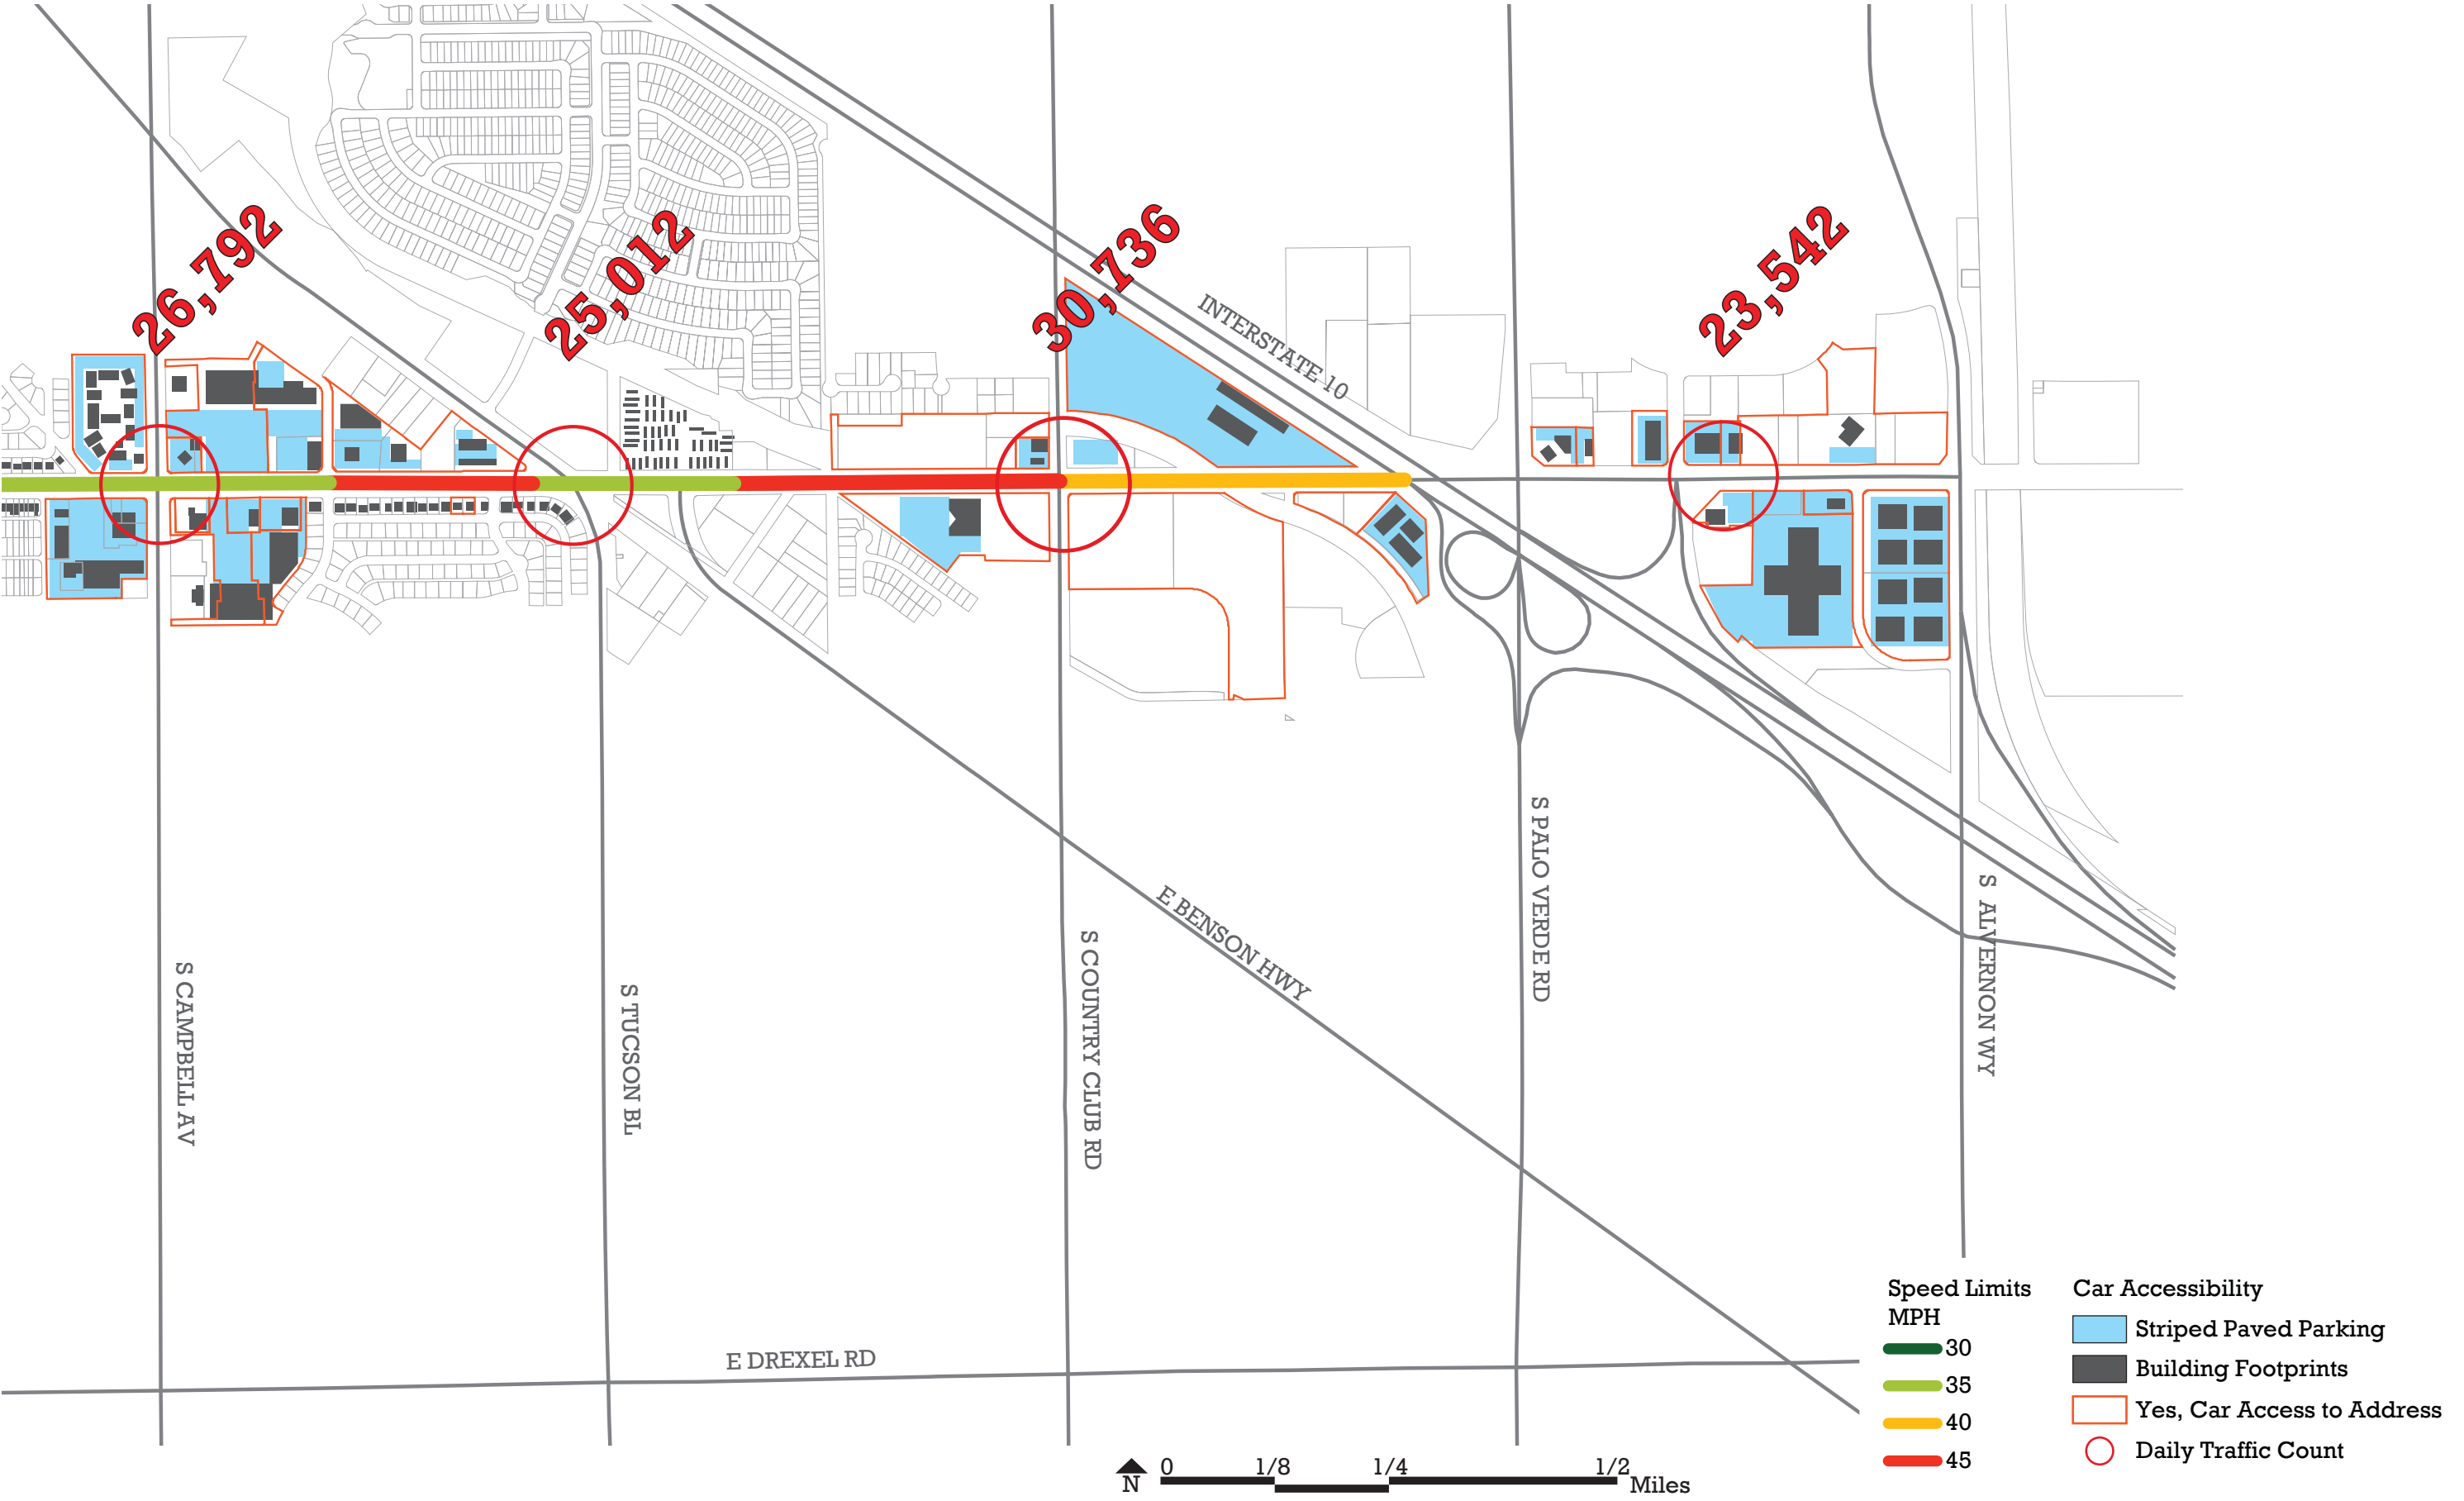 26,792
25,012
30,736
23,542
INTERSTATE 10
S PALO VERDE RD
S ALVERNON WY
E BENSON HWY
S COUNTRY CLUB RD
S CAMPBELL AV
S TUCSON BL
E DREXEL RD
Speed Limits
MPH
30
35
40
45
Car Accessibility
Striped Paved Parking
Building Footprints
Yes, Car Access to Address
Daily Traffic Count
N
0 1/8 1/4 1/2
Miles